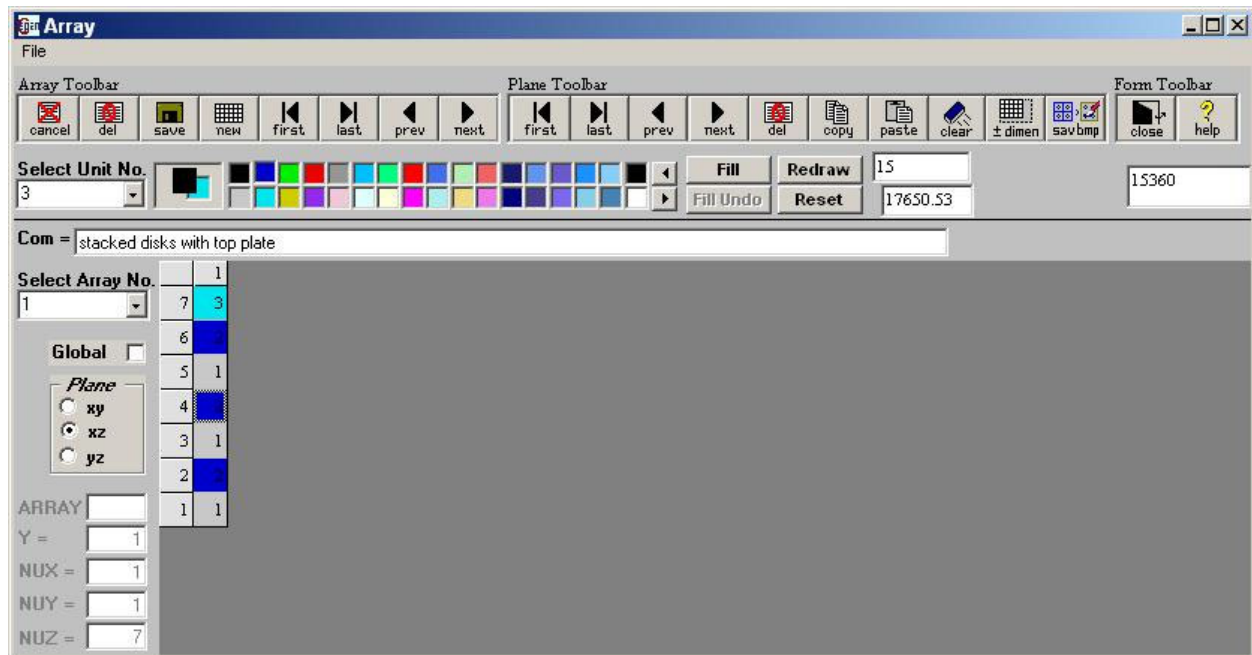 Array
File
Array Toolbar Plane Toolbar Form Toolbar
cancel del save new first last prev next first last prev next del copy paste clear ± dimen savbmp close help
Select Unit No. Fill Redraw 15
3 15360
Fill Undo Reset 17650.53
Com = stacked disks with top plate
Select Array No. 1
1 7 3
6 2
Global
5 1
Plane
xy 4
xz 3 1
yz
2 2
ARRAY 1 1
Y = 1
NUX = 1
NUY = 1
NUZ = 7